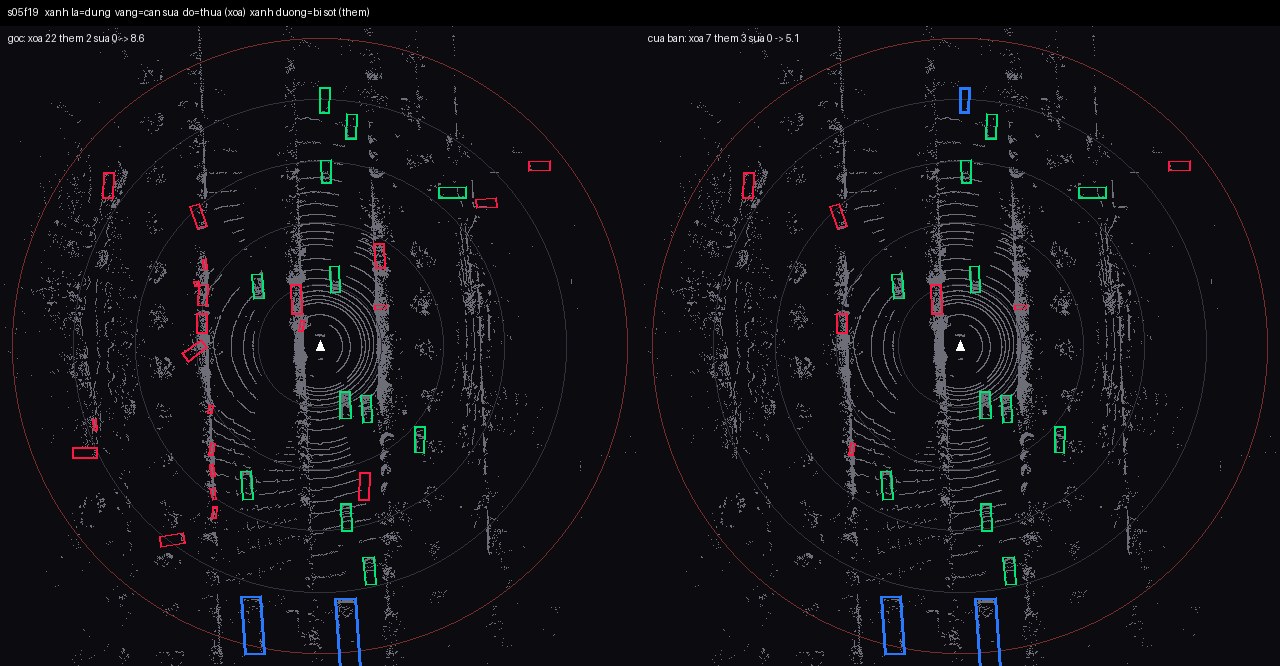 s05f19 xanh la=dung vang=can sua do=thua (xoa) xanh duong=bi sot (them)
goc: xoa 22 them 2 sua 0 -> 8.6
cua ban: xoa 7 them 3 sua 0 -> 5.1